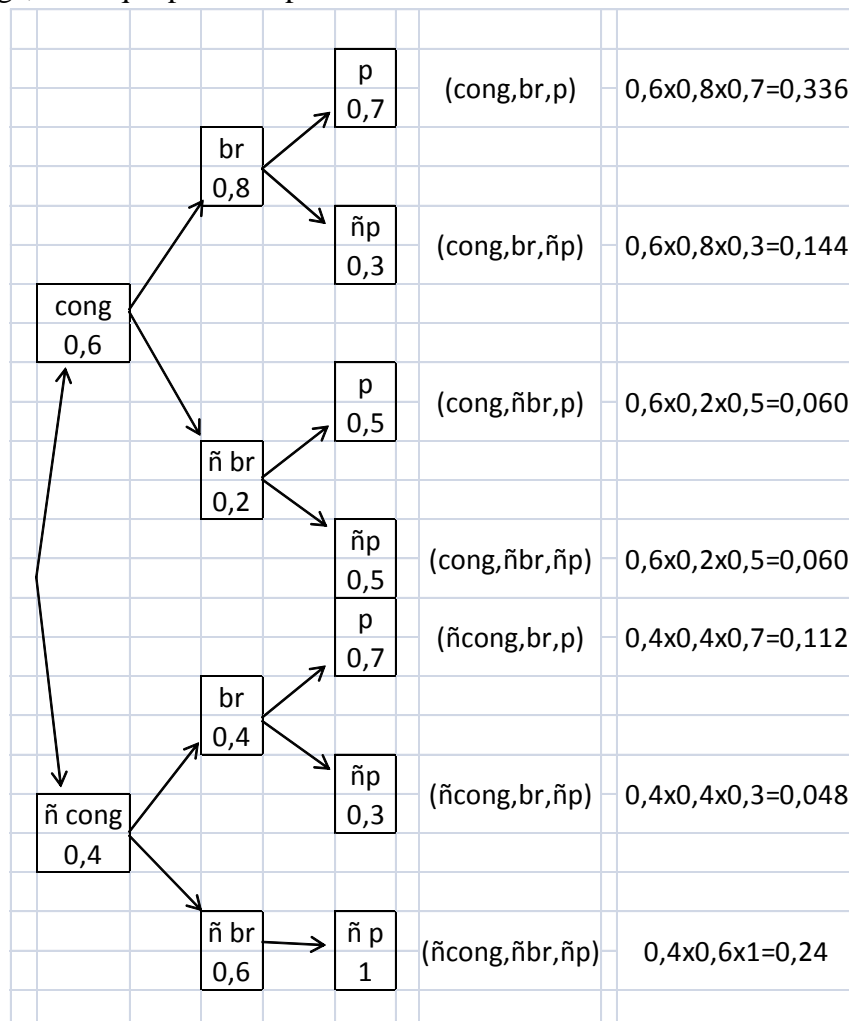 p
0,7
(cong,br,p)
0,6x0,8x0,7=0,336
br
0,8
ñp
0,3
(cong,br,ñp)
0,6x0,8x0,3=0,144
cong
0,6
p
0,5
(cong,ñbr,p)
0,6x0,2x0,5=0,060
ñ br
0,2
ñp
0,5
(cong,ñbr,ñp)
0,6x0,2x0,5=0,060
p
0,7
(ñcong,br,p)
0,4x0,4x0,7=0,112
br
0,4
ñp
0,3
(ñcong,br,ñp)
0,4x0,4x0,3=0,048
ñ cong
0,4
ñ br
0,6
ñ p
1
(ñcong,ñbr,ñp)
0,4x0,6x1=0,24